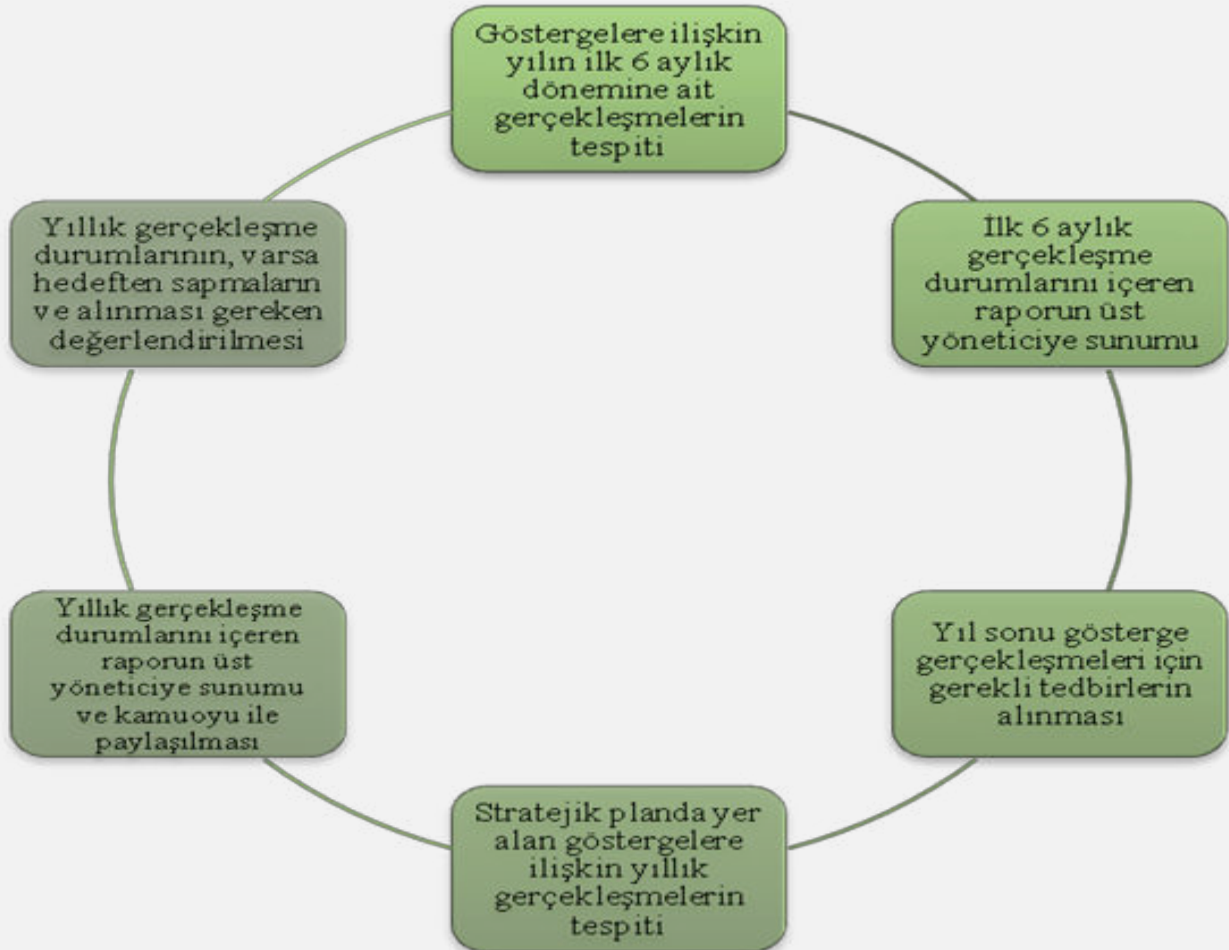 Göstergelere ilişkin
yılın ilk 6 aylık
dönemine ait
gerçekleşmelerin
tespiti
İlk 6 aylık
gerçekleşme
durumlarını içeren
raporun üst
yöneticiye sunumu
Yıl sonu gösterge
gerçekleşmeleri için
gerekli tedbirlerin
alınması
Stratejik planda yer
alan göstergelere
ilişkin yıllık
gerçekleşmelerin
tespiti
Yıllık gerçekleşme
durumlarını içeren
raporun üst
yöneticiye sunumu
ve kamuoyu ile
paylaşılması
Yıllık gerçekleşme
durumlarının, varsa
hedeften sapmaların
ve alınması gereken
değerlendirilmesi